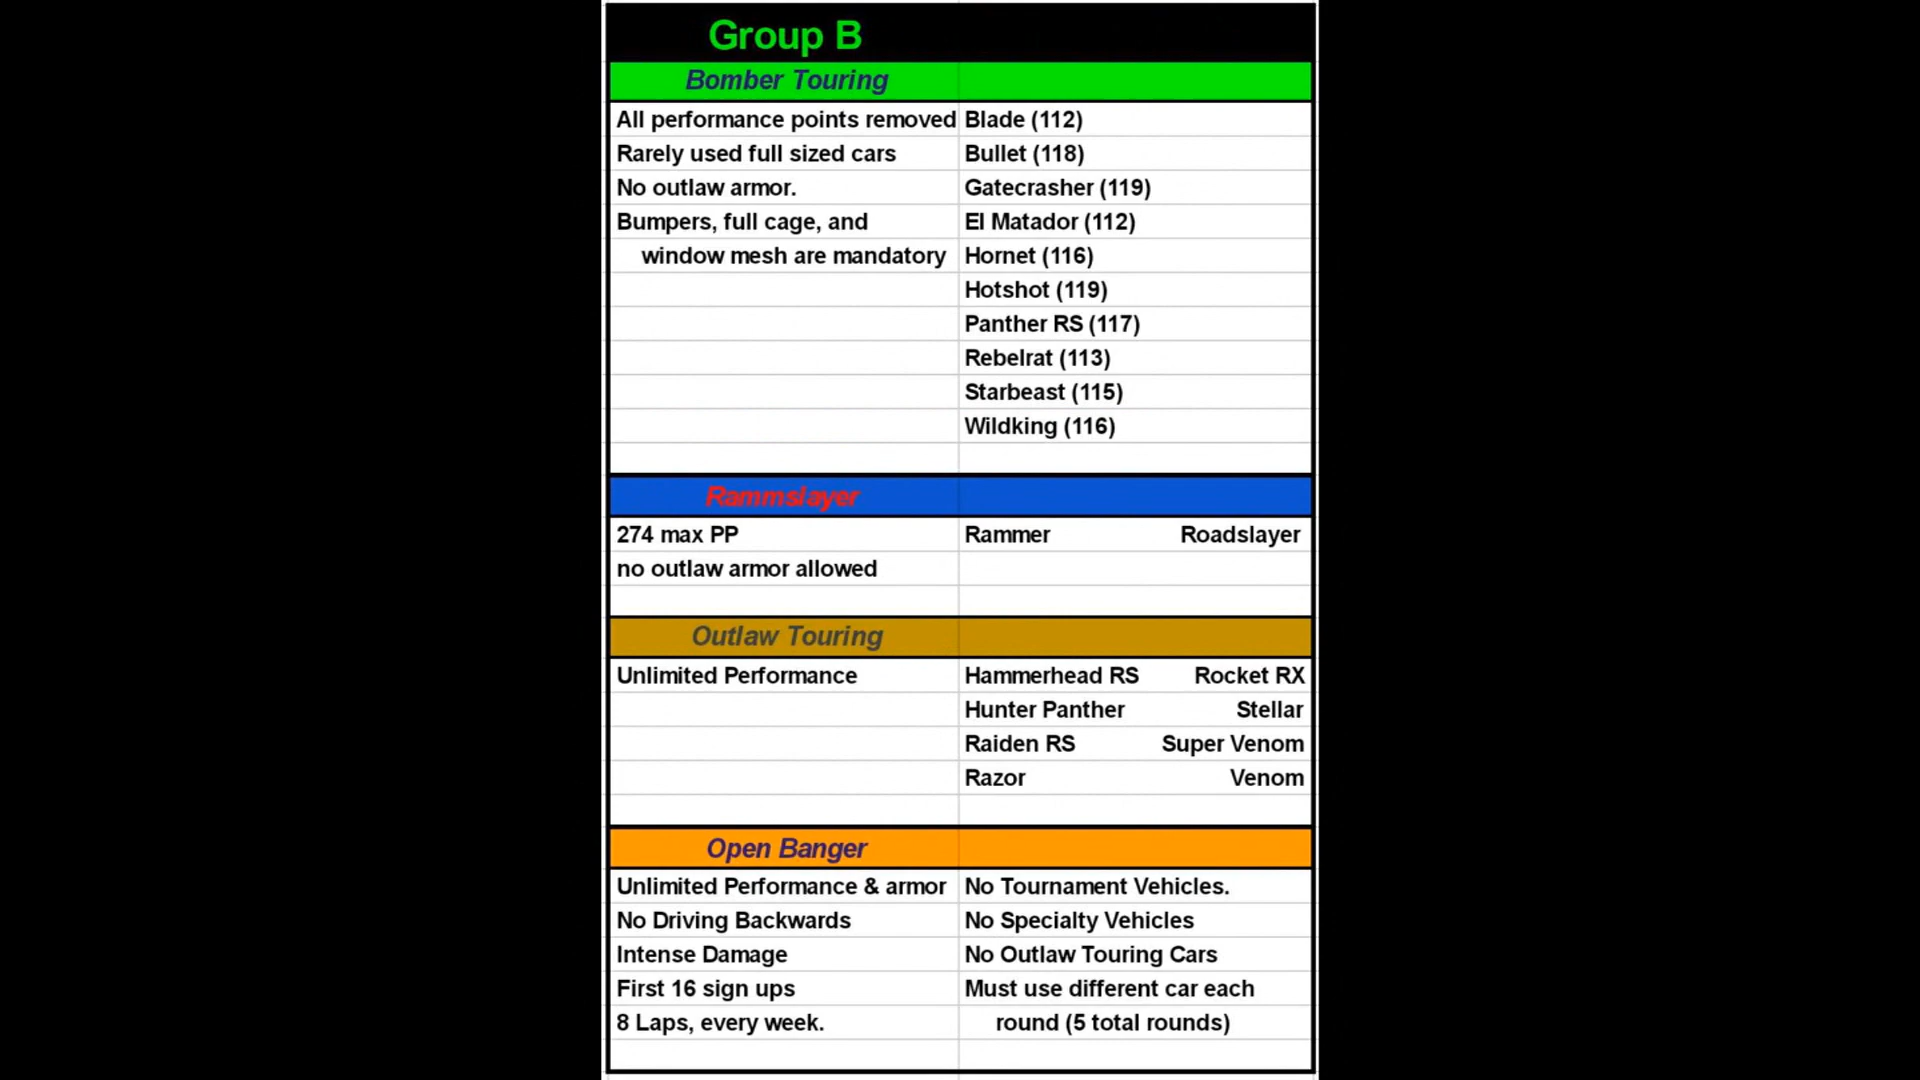 Group B
Bomber Touring
All performance points removed Blade (112)
Rarely used full sized cars Bullet (118)
No outlaw armor. Gatecrasher (119)
Bumpers, full cage, and El Matador (112)
window mesh are mandatory Hornet (116)
Hotshot (119)
Panther RS (117)
Rebelrat (113)
Starbeast (115)
Wildking (116)
Rammslayer
274 max PP Rammer Roadslayer
no outlaw armor allowed
Outlaw Touring
Unlimited Performance Hammerhead RS Rocket RX
Hunter Panther Stellar
Raiden RS Super Venom
Razor Venom
Open Banger
Unlimited Performance & armor No Tournament Vehicles.
No Driving Backwards No Specialty Vehicles
Intense Damage No Outlaw Touring Cars
First 16 sign ups Must use different car each
8 Laps, every week. round (5 total rounds)